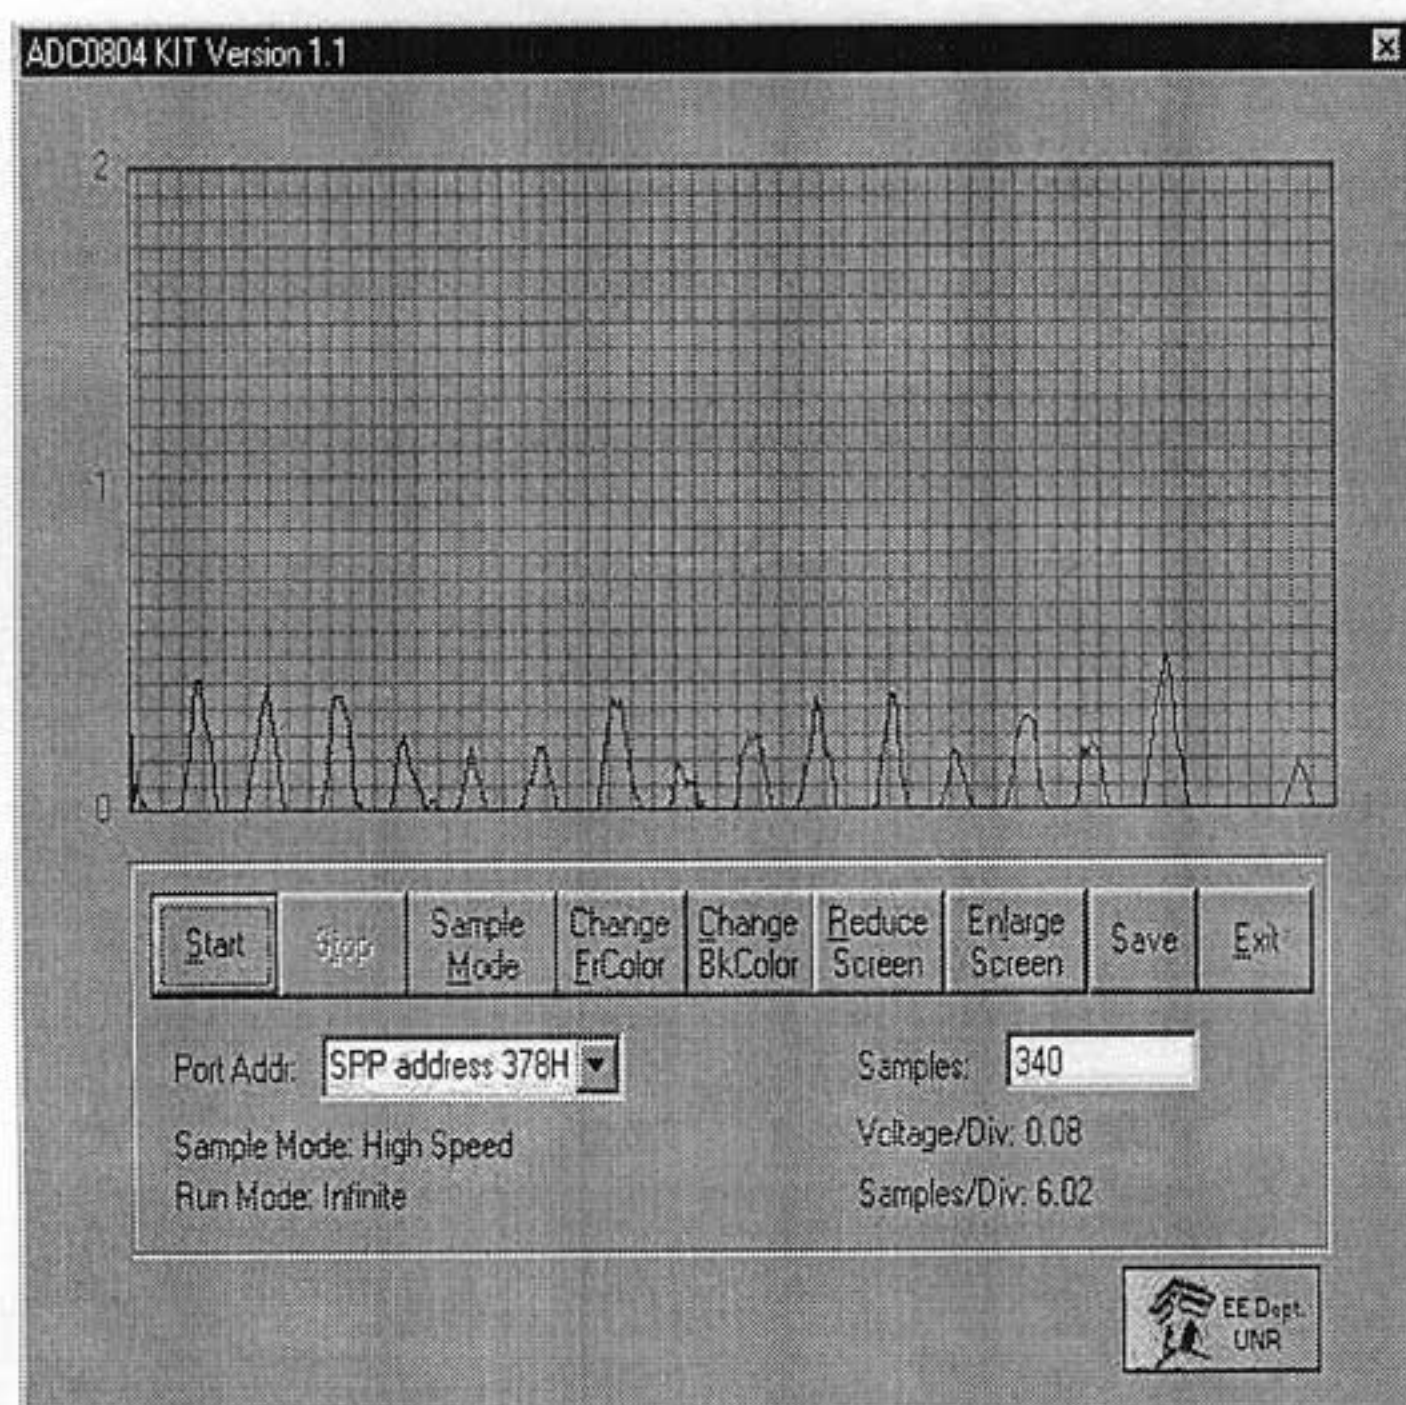 ADC0804 KIT Version 1.1
2
1
0
Start
Stop
Sample
Mode
Change
FrColor
Change
BkColor
Reduce
Screen
Enlarge
Screen
Save
Exit
Port Addr:
SPP address 378H
Samples:
340
Sample Mode: High Speed
Voltage/Div: 0.08
Run Mode: Infinite
Samples/Div: 6.02
EE Dept.
UNR